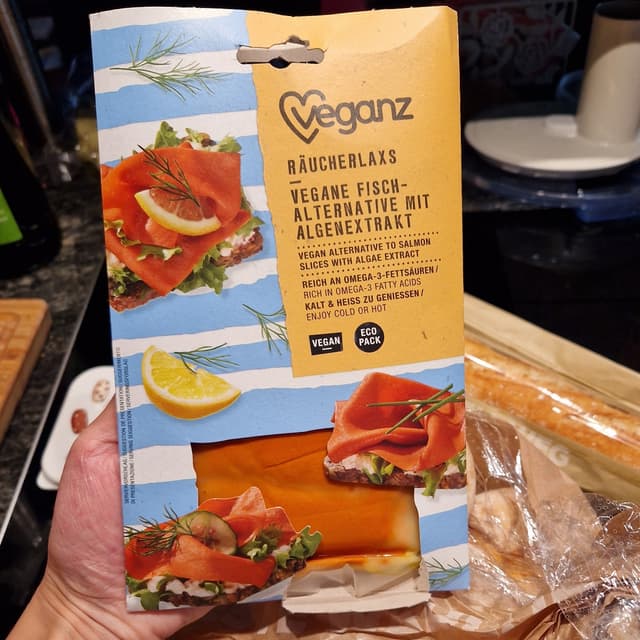 veganz
RÄUCHERLAXS
VEGANE FISCH-
ALTERNATIVE MIT
ALGENEXTRAKT
VEGAN ALTERNATIVE TO SALMON
SLICES WITH ALGAE EXTRACT
REICH AN OMEGA-3-FETTSÄUREN /
RICH IN OMEGA-3 FATTY ACIDS
KALT & HEISS ZU GENIESSEN /
ENJOY COLD OR HOT
VEGAN
ECO
PACK